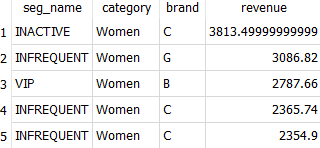 seg_name category brand revenue
1 INACTIVE Women C 3813.49999999999
2 INFREQUENT Women G 3086.82
3 VIP Women B 2787.66
4 INFREQUENT Women C 2365.74
5 INFREQUENT Women C 2354.9